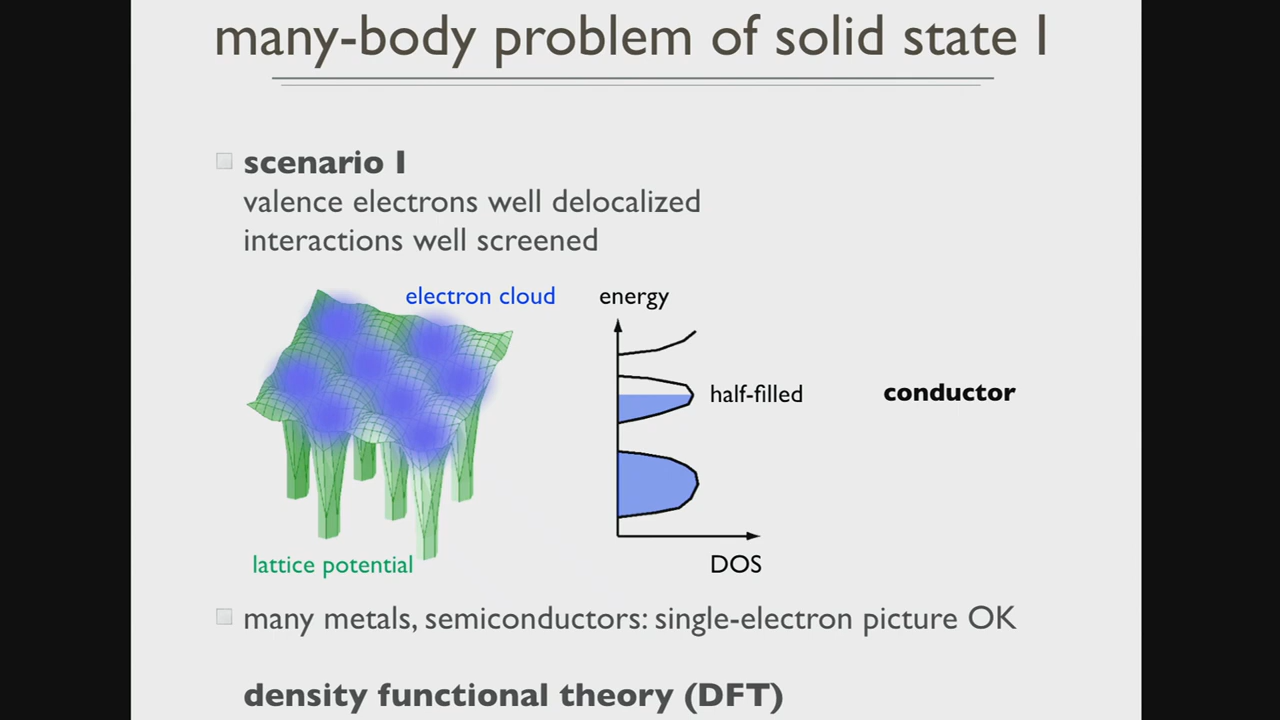 many-body problem of solid state I
scenario I
valence electrons well delocalized
interactions well screened
electron cloud
energy
half-filled
conductor
lattice potential
DOS
many metals, semiconductors: single-electron picture OK
density functional theory (DFT)